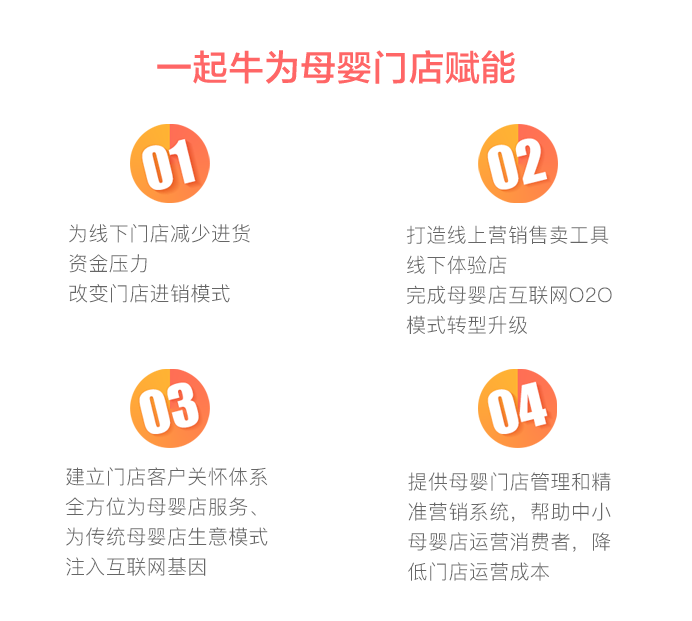 一起牛为母婴门店赋能
01
为线下门店减少进货
资金压力
改变门店进销模式
02
打造线上营销售卖工具
线下体验店
完成母婴店互联网O2O
模式转型升级
03
建立门店客户关怀体系
全方位为母婴店服务、
为传统母婴店生意模式
注入互联网基因
04
提供母婴门店管理和精
准营销系统，帮助中小
母婴店运营消费者，降
低门店运营成本